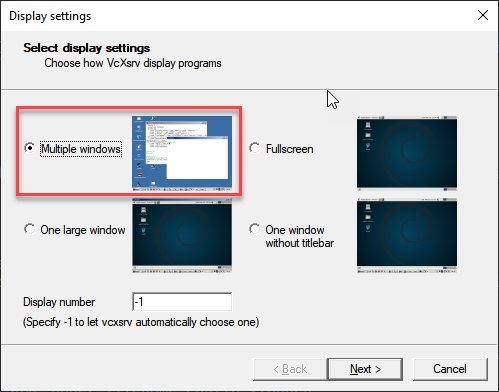 Display settings
Select display settings
Choose how VcXsrv display programs
Multiple windows
Fullscreen
One large window
One window
without titlebar
Display number
-1
(Specify -1 to let vcxsrv automatically choose one)
< Back
Next >
Cancel